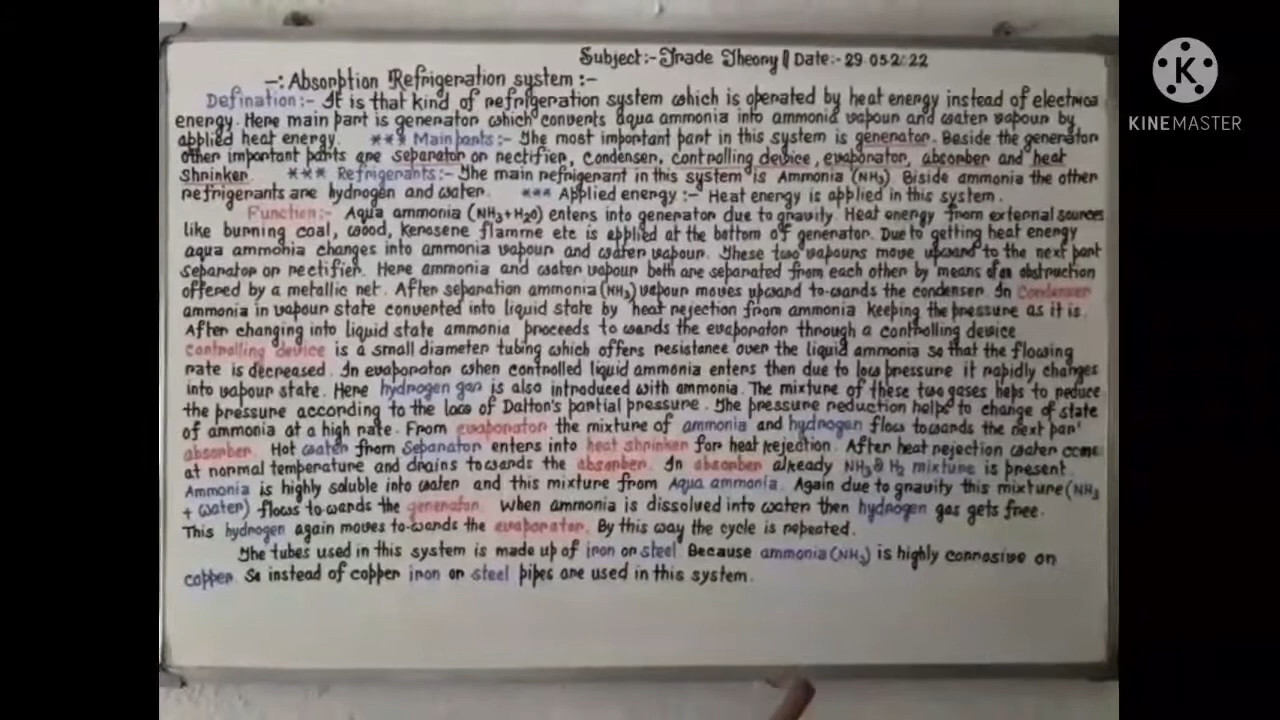 Subject:- Trade Theory | Date:- 29 052022
-: Absorbtion Refrigeration system :-
Defination:- It is that kind of refrigeration system which is operated by heat energy instead of electrica
energy. Here main part is generator which convents aqua ammonia into ammonia vapour and water vapour by
applied heat energy. *** Main parts:- The most important part in this system is generator. Beside the generator
other important parts are separator or rectifier, Condenser, controlling device, evaporator, absorber and heat
Shrinker. *** Refrigerants:- The main refrigerant in this system is Ammonia (NH3) Biside ammonia the other
refrigerants are hydrogen and water. *** Applied energy:- Heat energy is applied in this system.
Function:- Aqua ammonia (NH3+H2O) enters into generator due to gravity. Heat energy from external sources
like burning coal, wood, kerosene flamme etc is applied at the bottom of generator. Due to getting heat energy
aqua ammonia changes into ammonia vapour and water vapour. These two vapours move upward to the next part
separator or rectifier. Here ammonia and water vapour both are separated from each other by means of an obstruction
offered by a metallic net. After separation ammonia (NH3) vapour moves upward to-wards the condenser. In Condenser
ammonia in vapour state converted into liquid state by heat rejection from ammonia keeping the pressure as it is.
After changing into liquid state ammonia proceeds to wards the evaporator through a controlling device
Controlling device is a small diameter tubing which offers resistance over the liquid ammonia so that the flowing
rate is decreased. In evaporator when controlled liquid ammonia enters then due to low pressure it rapidly changes
into vapour state. Here hydrogen gas is also introduced with ammonia. The mixture of these two gases helps to reduce
the pressure according to the law of Dalton's partial pressure. The pressure reduction helps to change of state
of ammonia at a high rate. From evaporator the mixture of ammonia and hydrogen flow towards the next par
absorber. Hot water from Separator enters into heat shrinker for heat rejection. After heat rejection water come
at normal temperature and drains towards the absorber. In absorber already NH3 & H2 mixture is present.
Ammonia is highly soluble into water and this mixture from Aqua ammonia. Again due to gravity this mixture (NH3
+ water) flows to wards the generator. When ammonia is dissolved into water then hydrogen gas gets free.
This hydrogen again moves to-wards the evaporator. By this way the cycle is repeated.
The tubes used in this system is made up of iron or steel. Because ammonia (NH3) is highly corrosive on
copper. So instead of copper iron or steel pipes are used in this system.
K
KINEMASTER